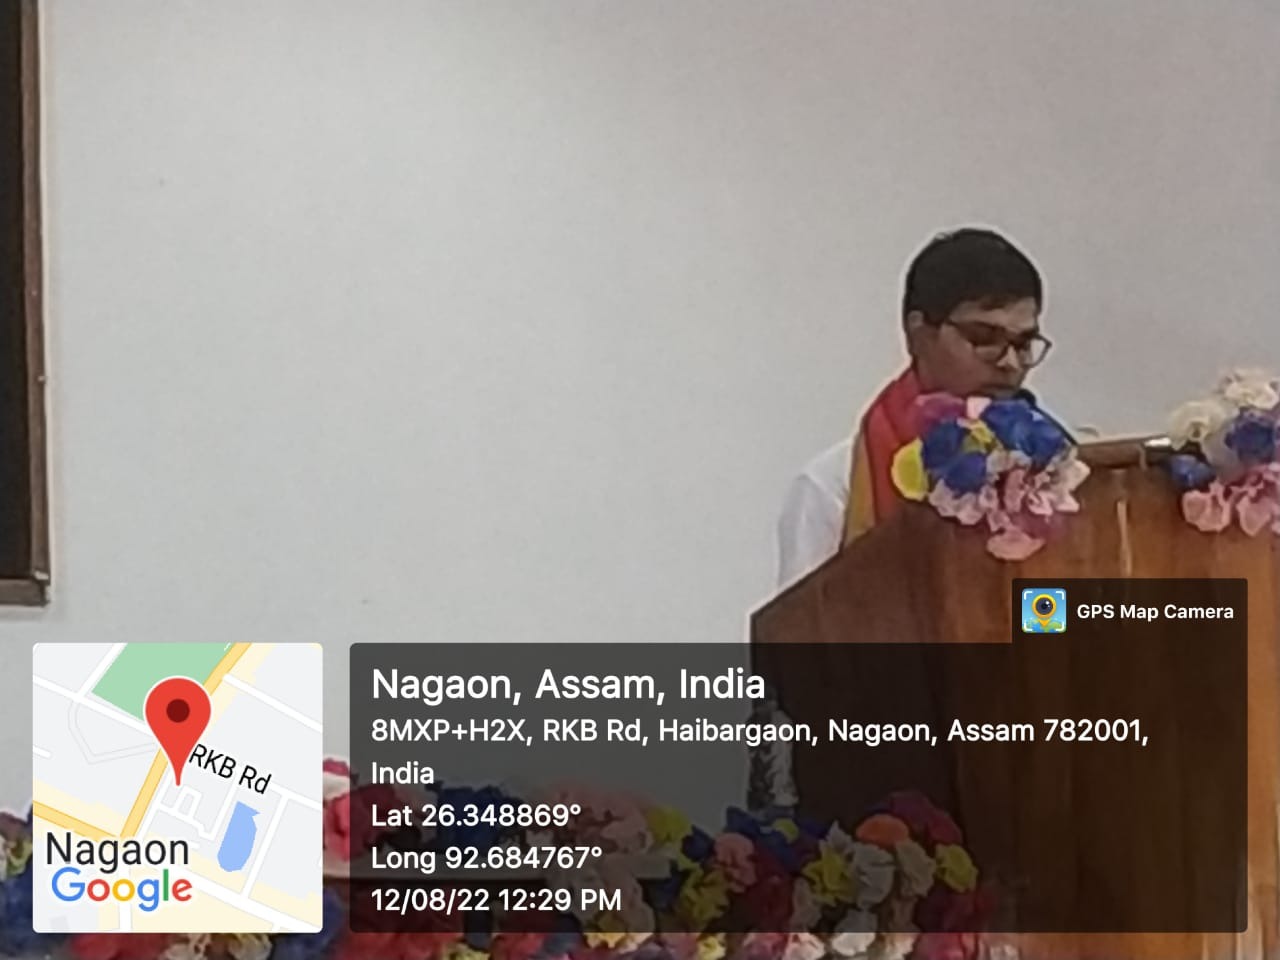 GPS Map Camera
Nagaon, Assam, India
8MXP+H2X, RKB Rd, Haibargaon, Nagaon, Assam 782001,
India
Lat 26.348869°
Long 92.684767°
12/08/22 12:29 PM
RKB Rd
Nagaon
Google